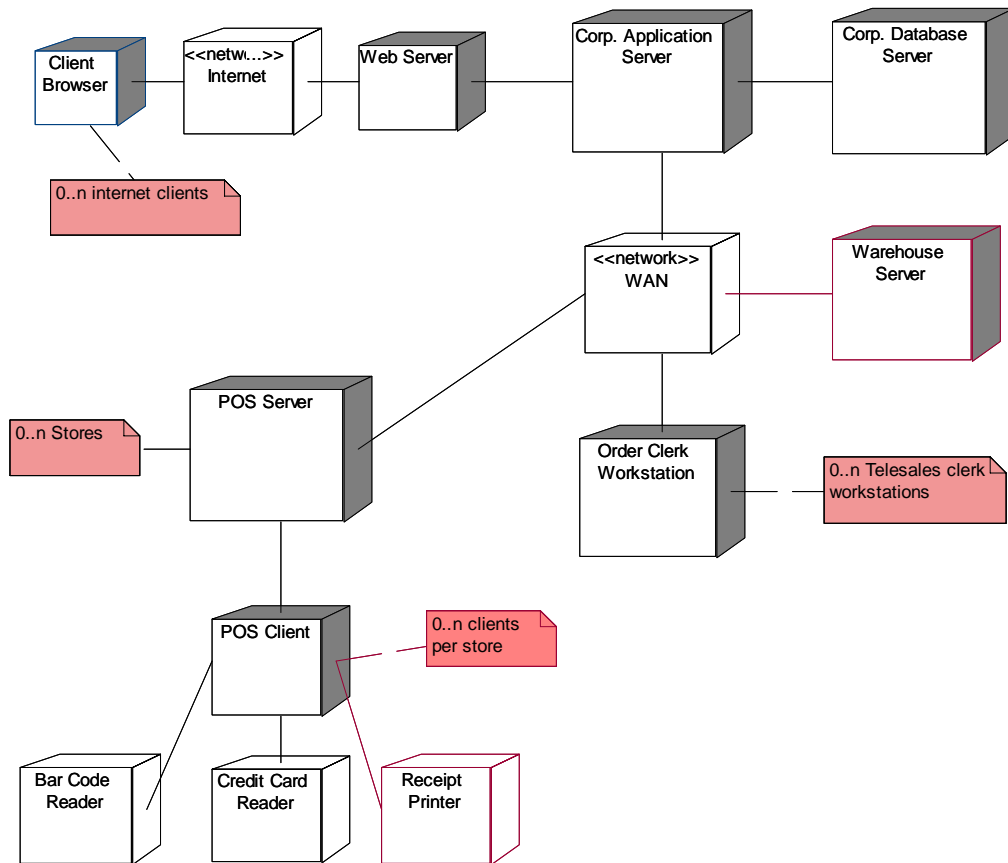 Client
Browser
<<netw...>>
Internet
Web Server
Corp. Application
Server
Corp. Database
Server
0..n internet clients
<<network>>
WAN
Warehouse
Server
POS Server
0..n Stores
Order Clerk
Workstation
0..n Telesales clerk
workstations
POS Client
0..n clients
per store
Bar Code
Reader
Credit Card
Reader
Receipt
Printer